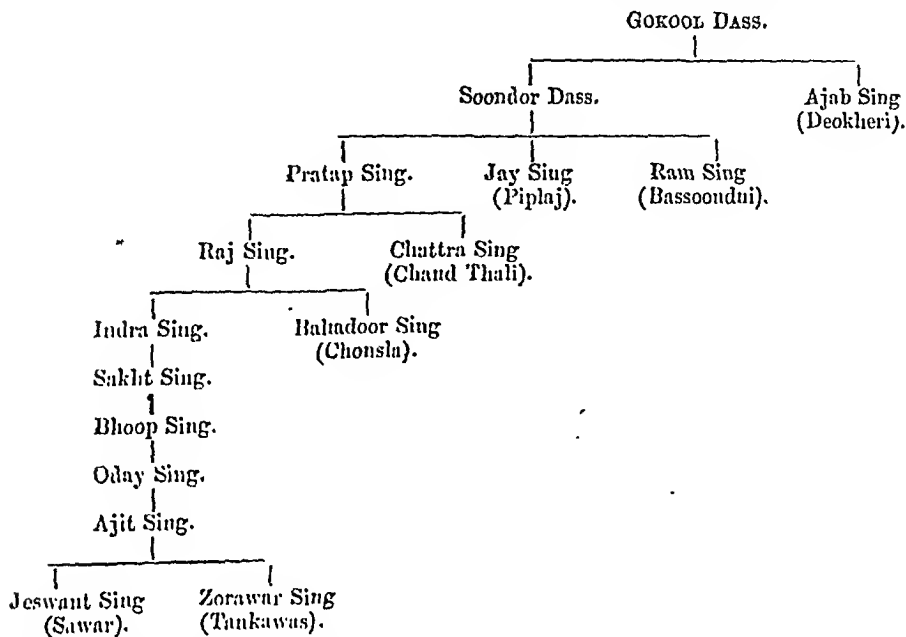 GOKOOL DASS.
Soondor Dass.
Ajab Sing
(Deokheri).
Pratap Sing.
Jay Sing
(Piplaj).
Ram Sing
(Bassoondni).
Raj Sing.
Chattra Sing
(Chand Thali).
Indra Sing.
Bahadoor Sing
(Chonsla).
Sakht Sing.
Bhoop Sing.
Oday Sing.
Ajit Sing.
Jeswant Sing
(Sawar).
Zorawar Sing
(Tankawas).